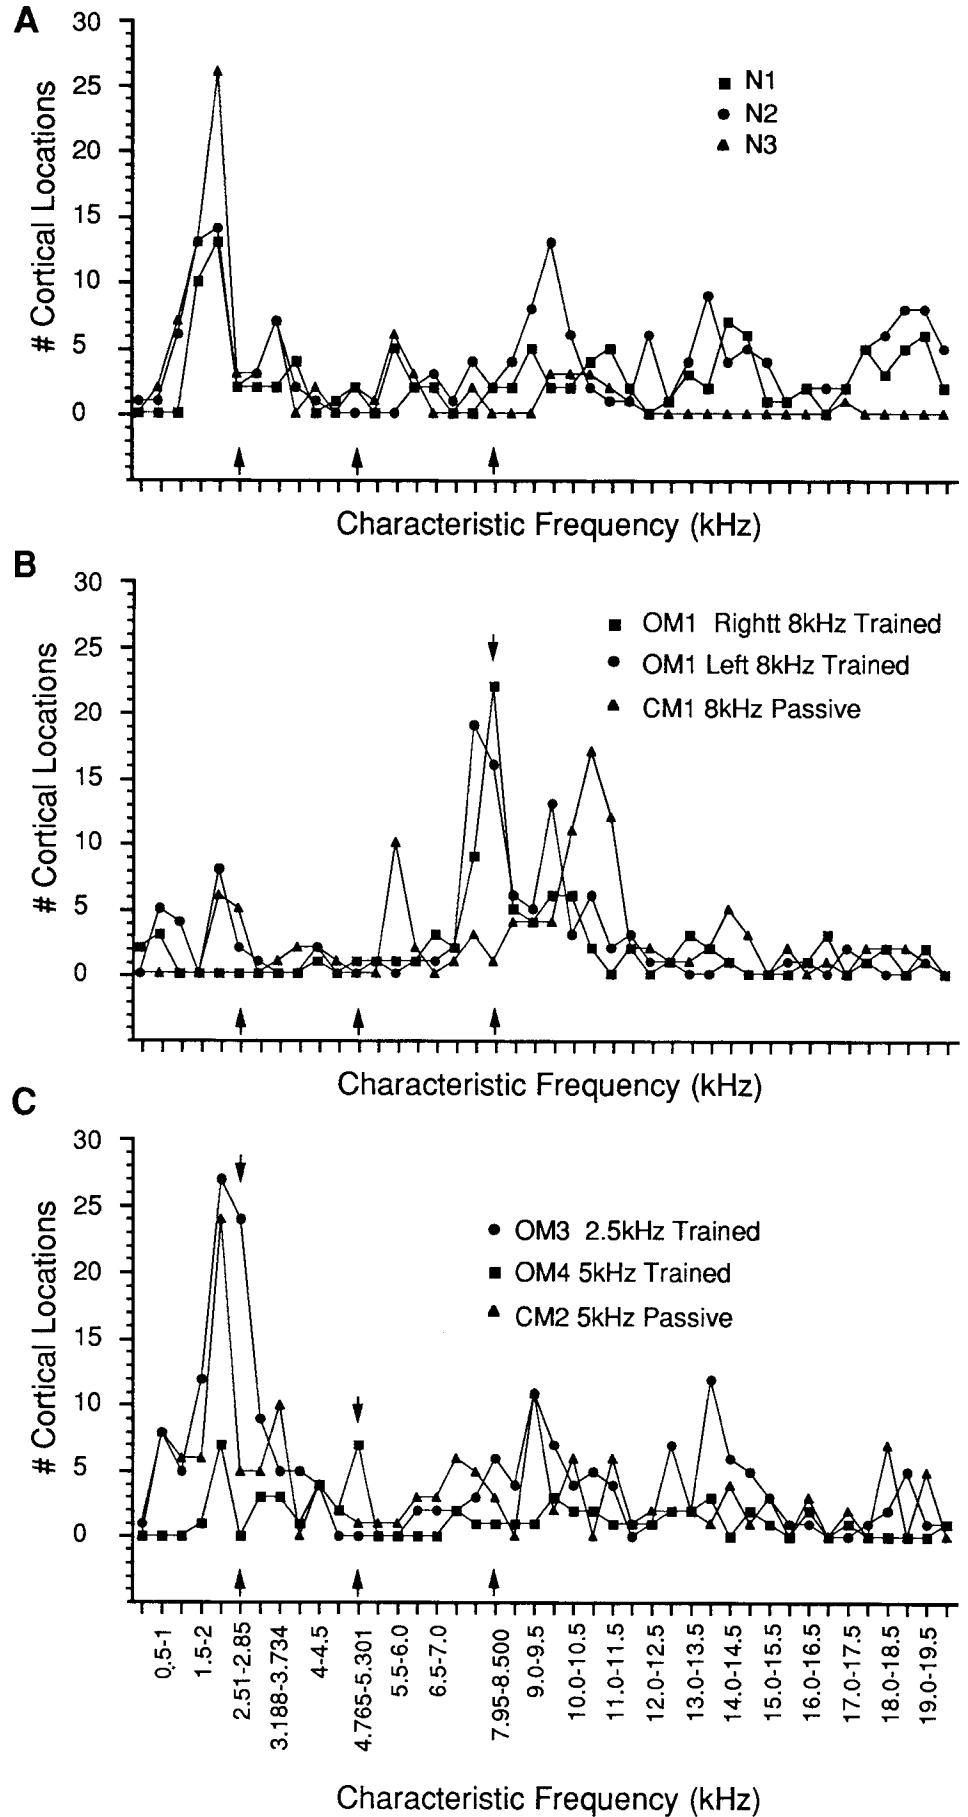 A
30
25
20
15
10
5
0
# Cortical Locations
N1
N2
N3
Characteristic Frequency (kHz)
B
30
25
20
15
10
5
0
# Cortical Locations
OM1 Rightt 8kHz Trained
OM1 Left 8kHz Trained
CM1 8kHz Passive
Characteristic Frequency (kHz)
C
30
25
20
15
10
5
0
# Cortical Locations
OM3 2.5kHz Trained
OM4 5kHz Trained
CM2 5kHz Passive
0.5-1
1.5-2
2.51-2.85
3.188-3.734
4-4.5
4.765-5.301
5.5-6.0
6.5-7.0
7.95-8.500
9.0-9.5
10.0-10.5
11.0-11.5
12.0-12.5
13.0-13.5
14.0-14.5
15.0-15.5
16.0-16.5
17.0-17.5
18.0-18.5
19.0-19.5
Characteristic Frequency (kHz)